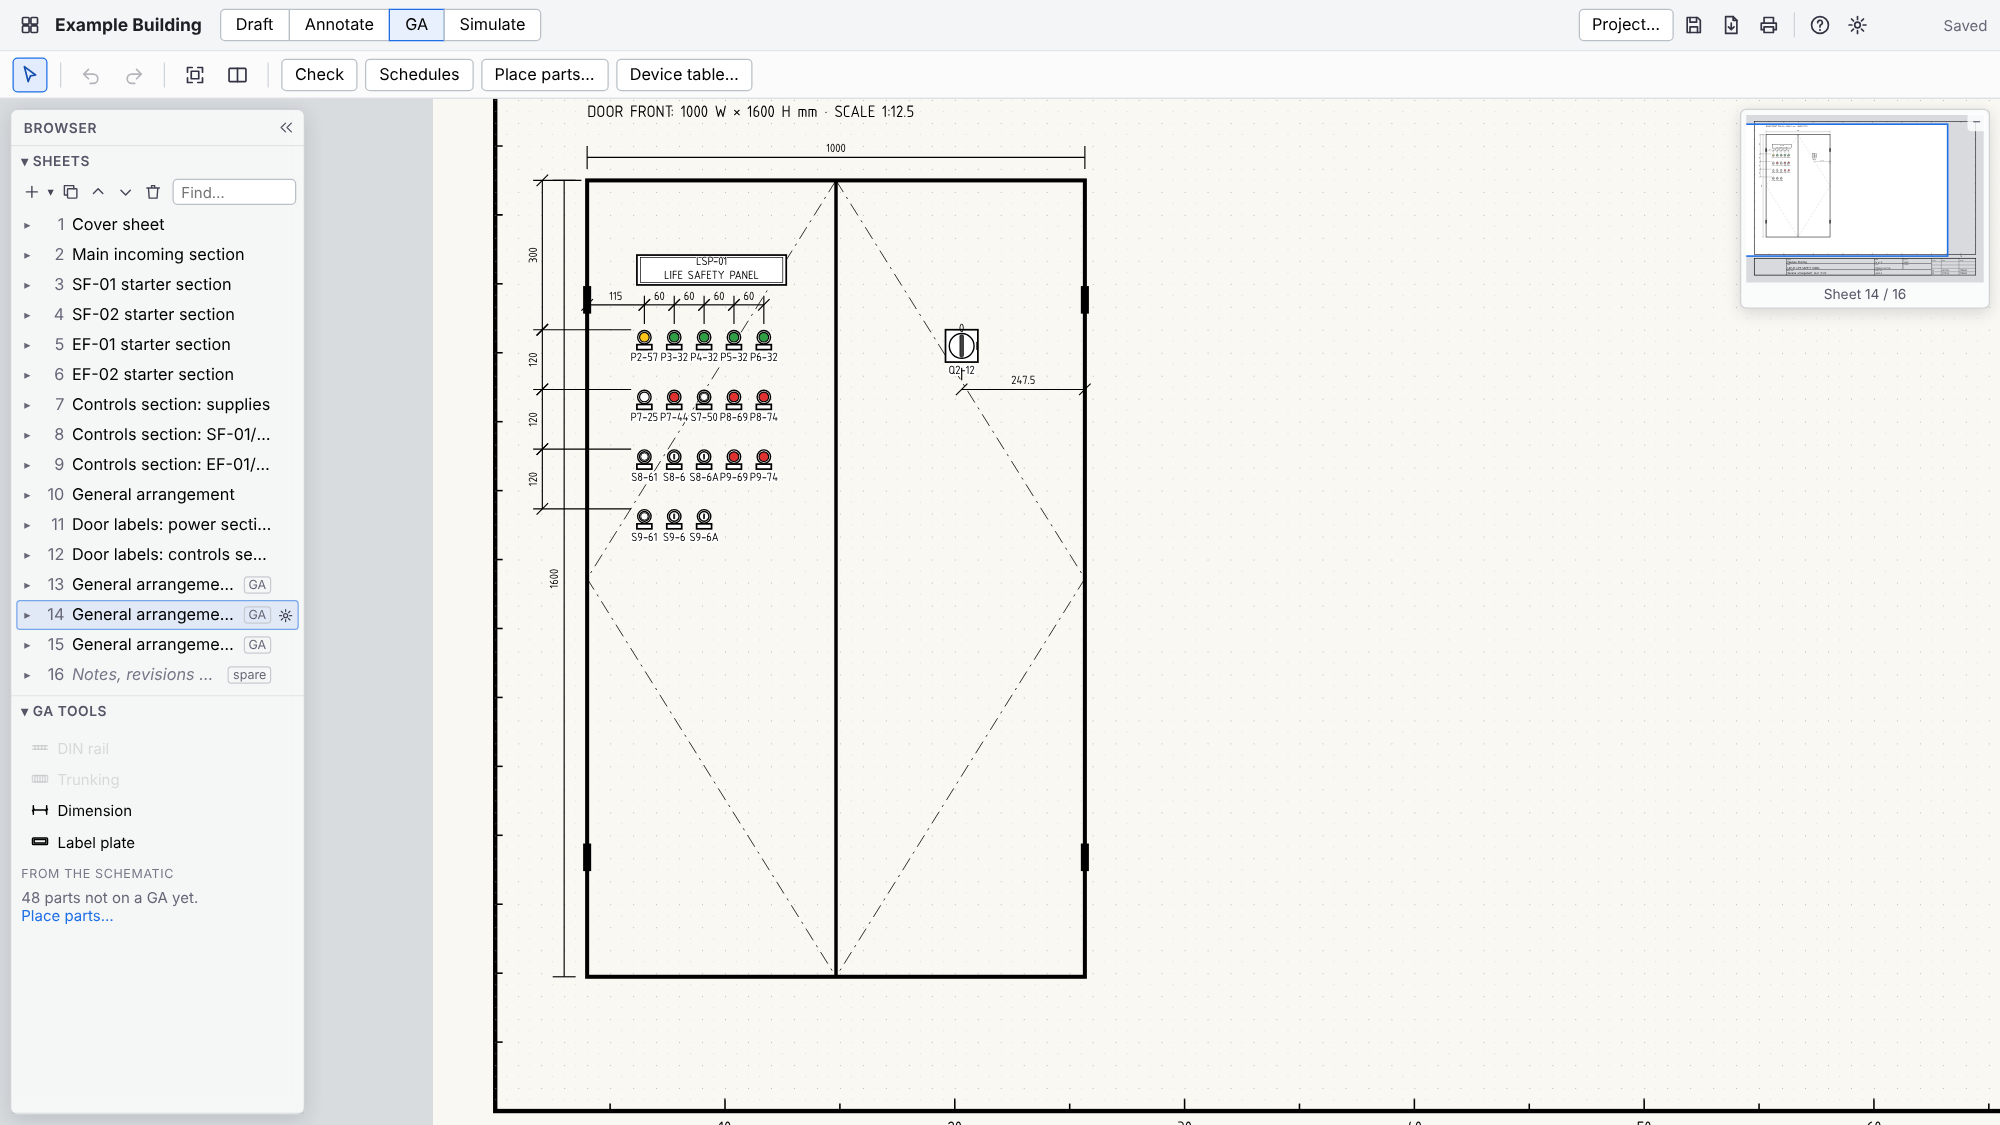 Example Building
Draft
Annotate
GA
Simulate
Project...
Saved
Check
Schedules
Place parts...
Device table...
BROWSER
SHEETS
Find...
1 Cover sheet
2 Main incoming section
3 SF-01 starter section
4 SF-02 starter section
5 EF-01 starter section
6 EF-02 starter section
7 Controls section: supplies
8 Controls section: SF-01/...
9 Controls section: EF-01/...
10 General arrangement
11 Door labels: power secti...
12 Door labels: controls se...
13 General arrangeme... GA
14 General arrangeme... GA
15 General arrangeme... GA
16 Notes, revisions ... spare
GA TOOLS
DIN rail
Trunking
Dimension
Label plate
FROM THE SCHEMATIC
48 parts not on a GA yet.
Place parts...
DOOR FRONT: 1000 W × 1600 H mm · SCALE 1:12.5
1000
300
LSP-01
LIFE SAFETY PANEL
115 60 60 60 60
120
P2-57 P3-32 P4-32 P5-32 P6-32
0
Q2-12
247.5
120
P7-25 P7-44 S7-50 P8-69 P8-74
120
S8-61 S8-6 S8-6A P9-69 P9-74
S9-61 S9-6 S9-6A
1600
Sheet 14 / 16